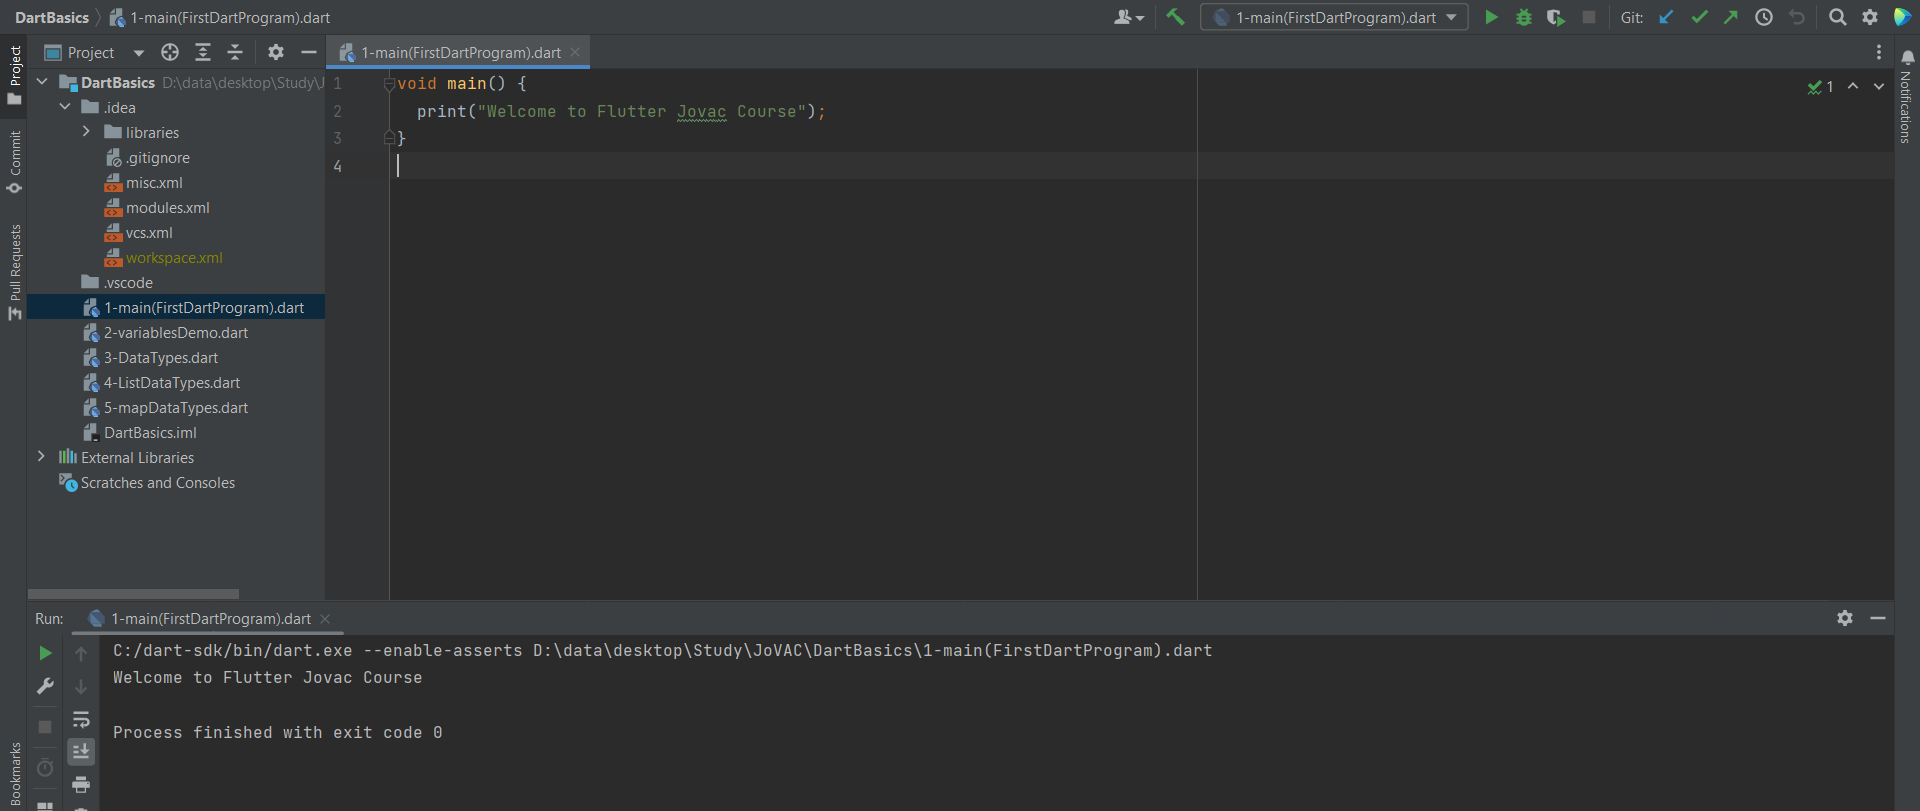 DartBasics 1-main(FirstDartProgram).dart
1-main(FirstDartProgram).dart
Git:
Project
1-main(FirstDartProgram).dart
Project
Commit
Pull Requests
Bookmarks
Notifications
DartBasics D:\data\desktop\Study\J
.idea
libraries
.gitignore
misc.xml
modules.xml
vcs.xml
workspace.xml
.vscode
1-main(FirstDartProgram).dart
2-variablesDemo.dart
3-DataTypes.dart
4-ListDataTypes.dart
5-mapDataTypes.dart
DartBasics.iml
External Libraries
Scratches and Consoles
1 void main() {
2 print("Welcome to Flutter Jovac Course");
3 }
4
1
Run: 1-main(FirstDartProgram).dart
C:/dart-sdk/bin/dart.exe --enable-asserts D:\data\desktop\Study\JoVAC\DartBasics\1-main(FirstDartProgram).dart
Welcome to Flutter Jovac Course
Process finished with exit code 0